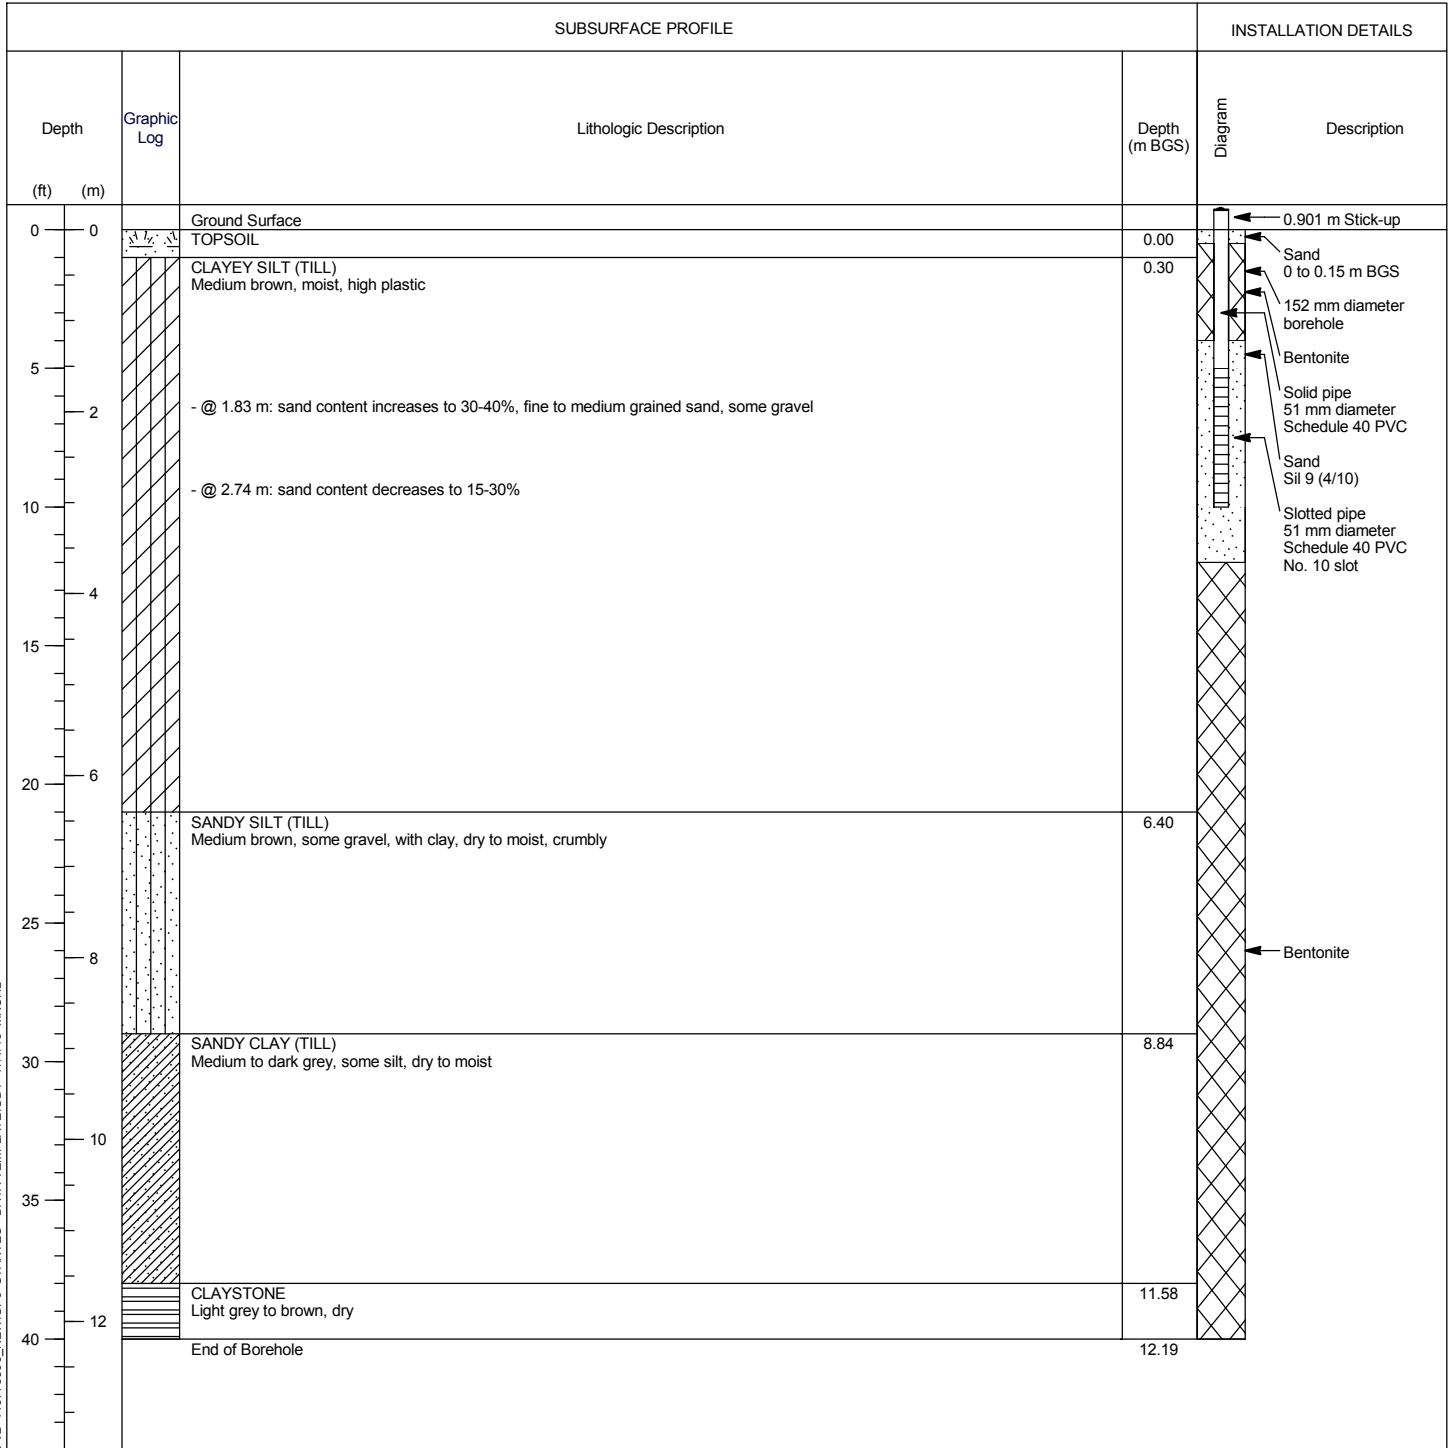 SUBSURFACE PROFILE
INSTALLATION DETAILS
Depth
(ft) (m)
Graphic
Log
Lithologic Description
Depth
(m BGS)
Diagram
Description
Ground Surface
0.901 m Stick-up
0 0
TOPSOIL
0.00
Sand
0 to 0.15 m BGS
CLAYEY SILT (TILL)
0.30
Medium brown, moist, high plastic
152 mm diameter
borehole
Bentonite
5
Solid pipe
51 mm diameter
Schedule 40 PVC
2
- @ 1.83 m: sand content increases to 30-40%, fine to medium grained sand, some gravel
Sand
Sil 9 (4/10)
- @ 2.74 m: sand content decreases to 15-30%
10
Slotted pipe
51 mm diameter
Schedule 40 PVC
No. 10 slot
4
15
6
20
SANDY SILT (TILL)
6.40
Medium brown, some gravel, with clay, dry to moist, crumbly
25
8
Bentonite
SANDY CLAY (TILL)
8.84
Medium to dark grey, some silt, dry to moist
30
10
35
CLAYSTONE
11.58
Light grey to brown, dry
12
40
End of Borehole
12.19